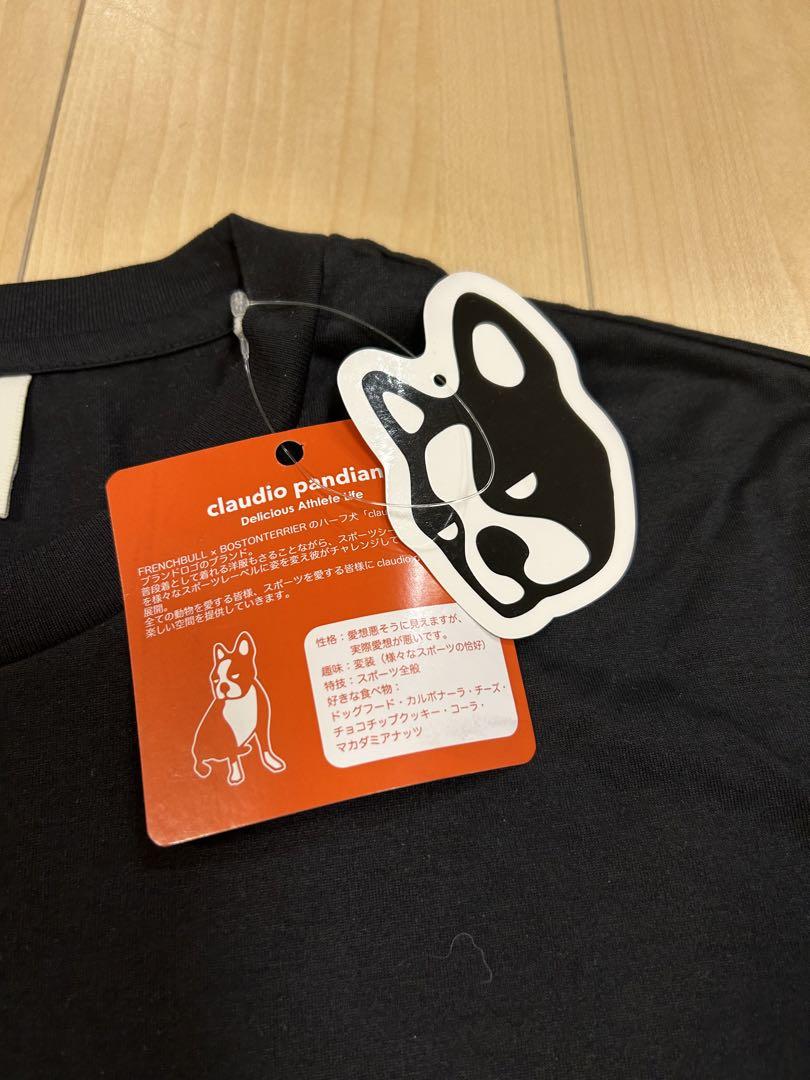 claudio pandian
Delicious Athlete Life
FRENCHBULL × BOSTONTERRIER のハーフ犬「clau
ブランドロゴのブランド。
普段着として着れる洋服もさることながら、スポーツシー
を様々なスポーツレーベルに姿を変え彼がチャレンジして
展開。
全ての動物を愛する皆様、スポーツを愛する皆様に claudio p
楽しい空間を提供していきます。
性格：愛想悪そうに見えますが、
実際愛想が悪いです。
趣味：変装（様々なスポーツの恰好）
特技：スポーツ全般
好きな食べ物：
ドッグフード・カルボナーラ・チーズ・
チョコチップクッキー・コーラ・
マカダミアナッツ